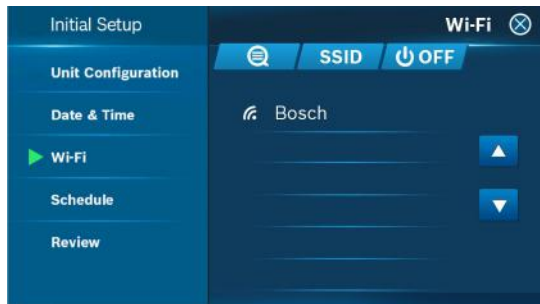 Initial Setup
Wi-Fi
Unit Configuration
SSID
OFF
Date & Time
Bosch
Wi-Fi
Schedule
Review